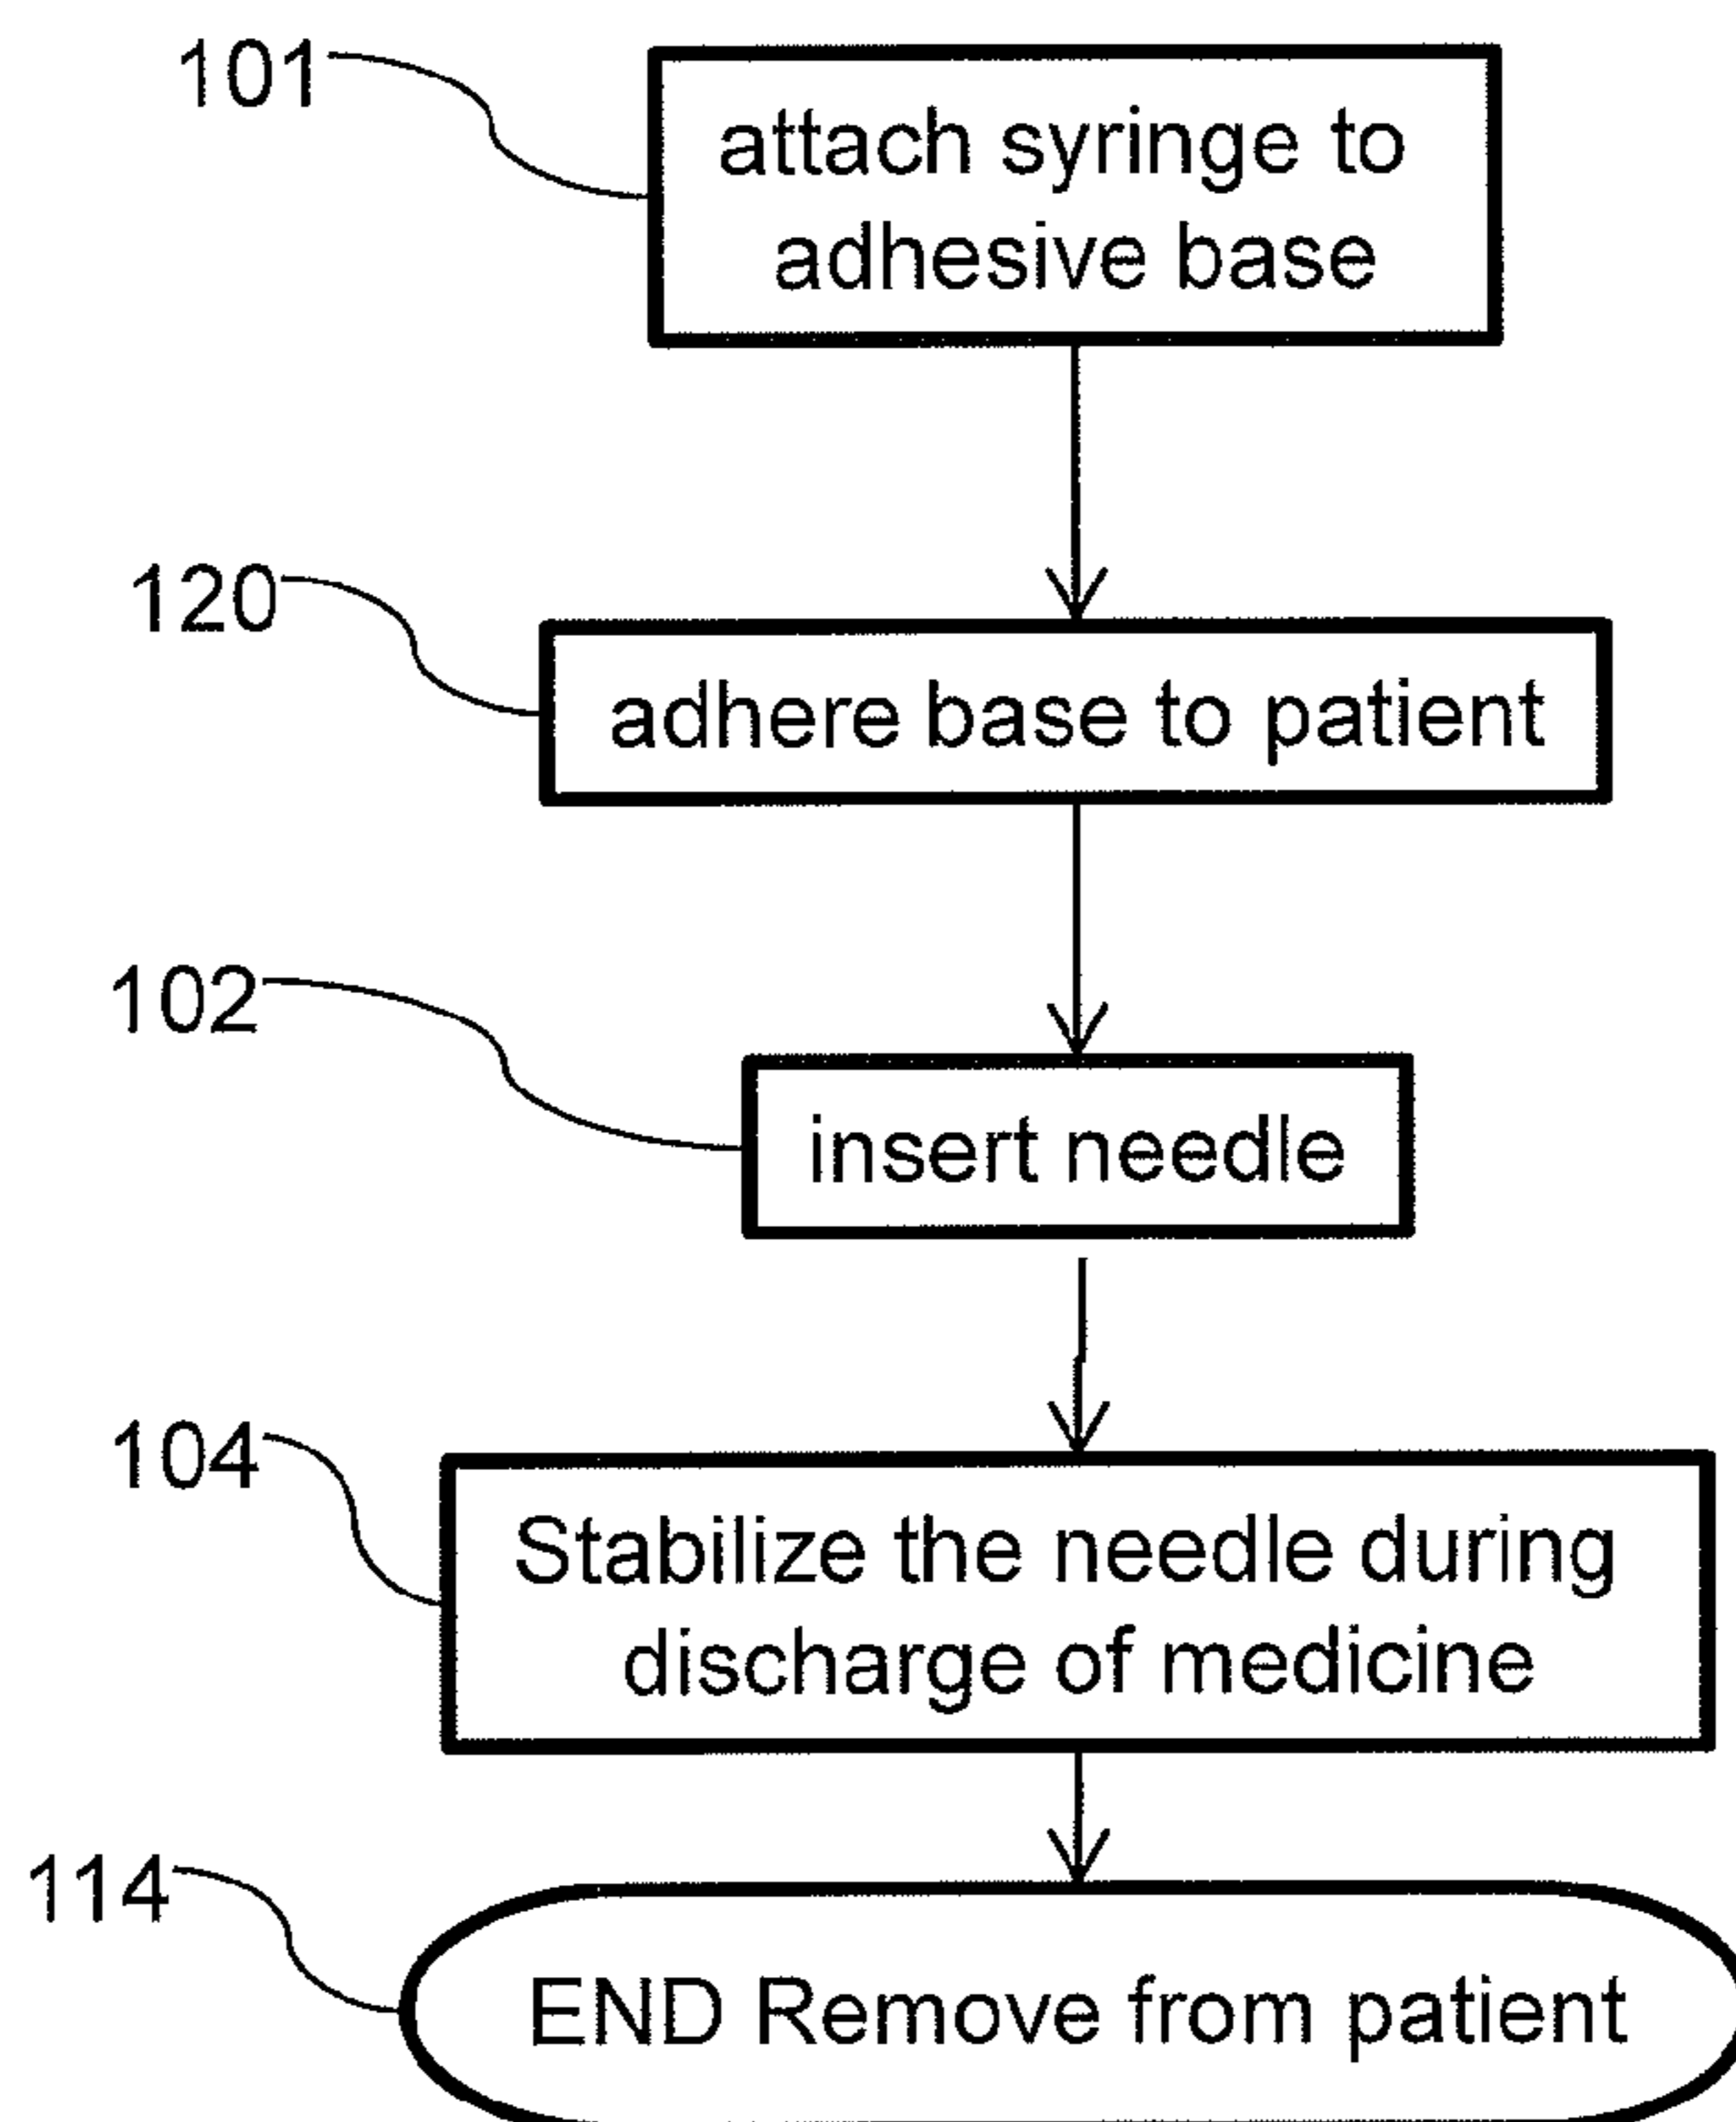 101
attach syringe to
adhesive base
120
adhere base to patient
102
insert needle
104
Stabilize the needle during
discharge of medicine
114
END Remove from patient